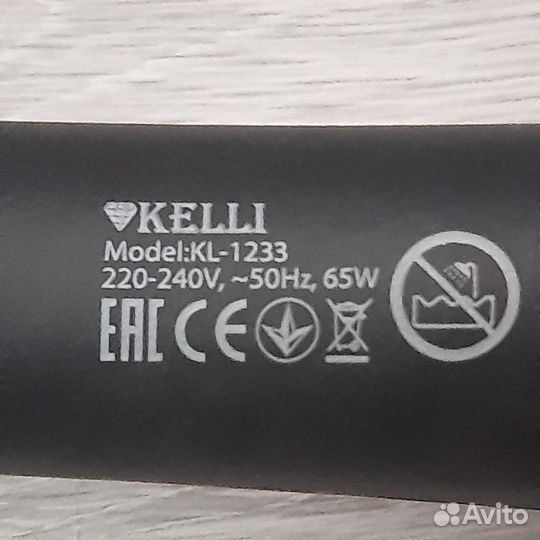 KELLI
Model:KL-1233
220-240V, ~50Hz, 65W
EAC CE
Avito